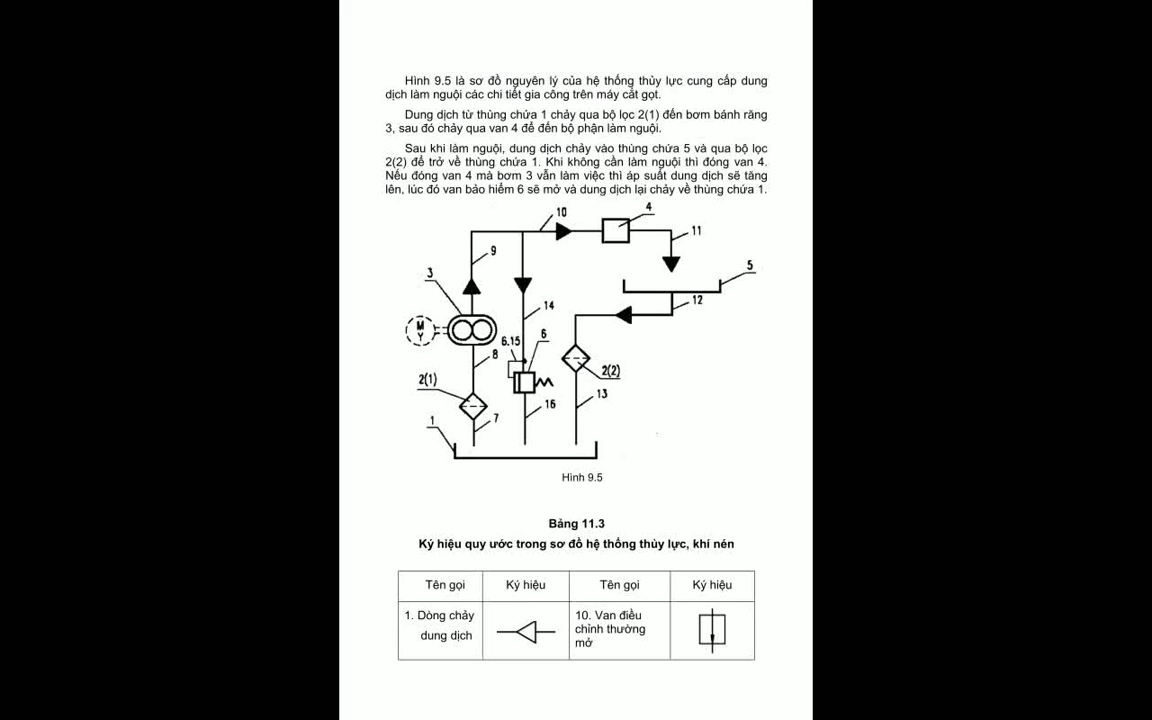 Hình 9.5 là sơ đồ nguyên lý của hệ thống thủy lực cung cấp dung
dịch làm nguội các chi tiết gia công trên máy cắt gọt.
Dung dịch từ thùng chứa 1 chảy qua bộ lọc 2(1) đến bơm bánh răng
3, sau đó chảy qua van 4 để đến bộ phận làm nguội.
Sau khi làm nguội, dung dịch chảy vào thùng chứa 5 và qua bộ lọc
2(2) để trở về thùng chứa 1. Khi không cần làm nguội thì đóng van 4.
Nếu đóng van 4 mà bơm 3 vẫn làm việc thì áp suất dung dịch sẽ tăng
lên, lúc đó van bảo hiểm 6 sẽ mở và dung dịch lại chảy về thùng chứa 1.
10
4
11
9
3
5
12
14
M
Y
6.15
6
8
2(1)
2(2)
13
16
1
7
Hình 9.5
Bảng 11.3
Ký hiệu quy ước trong sơ đồ hệ thống thủy lực, khí nén
Tên gọi Ký hiệu Tên gọi Ký hiệu
1. Dòng chảy
dung dịch
10. Van điều
chỉnh thường
mở